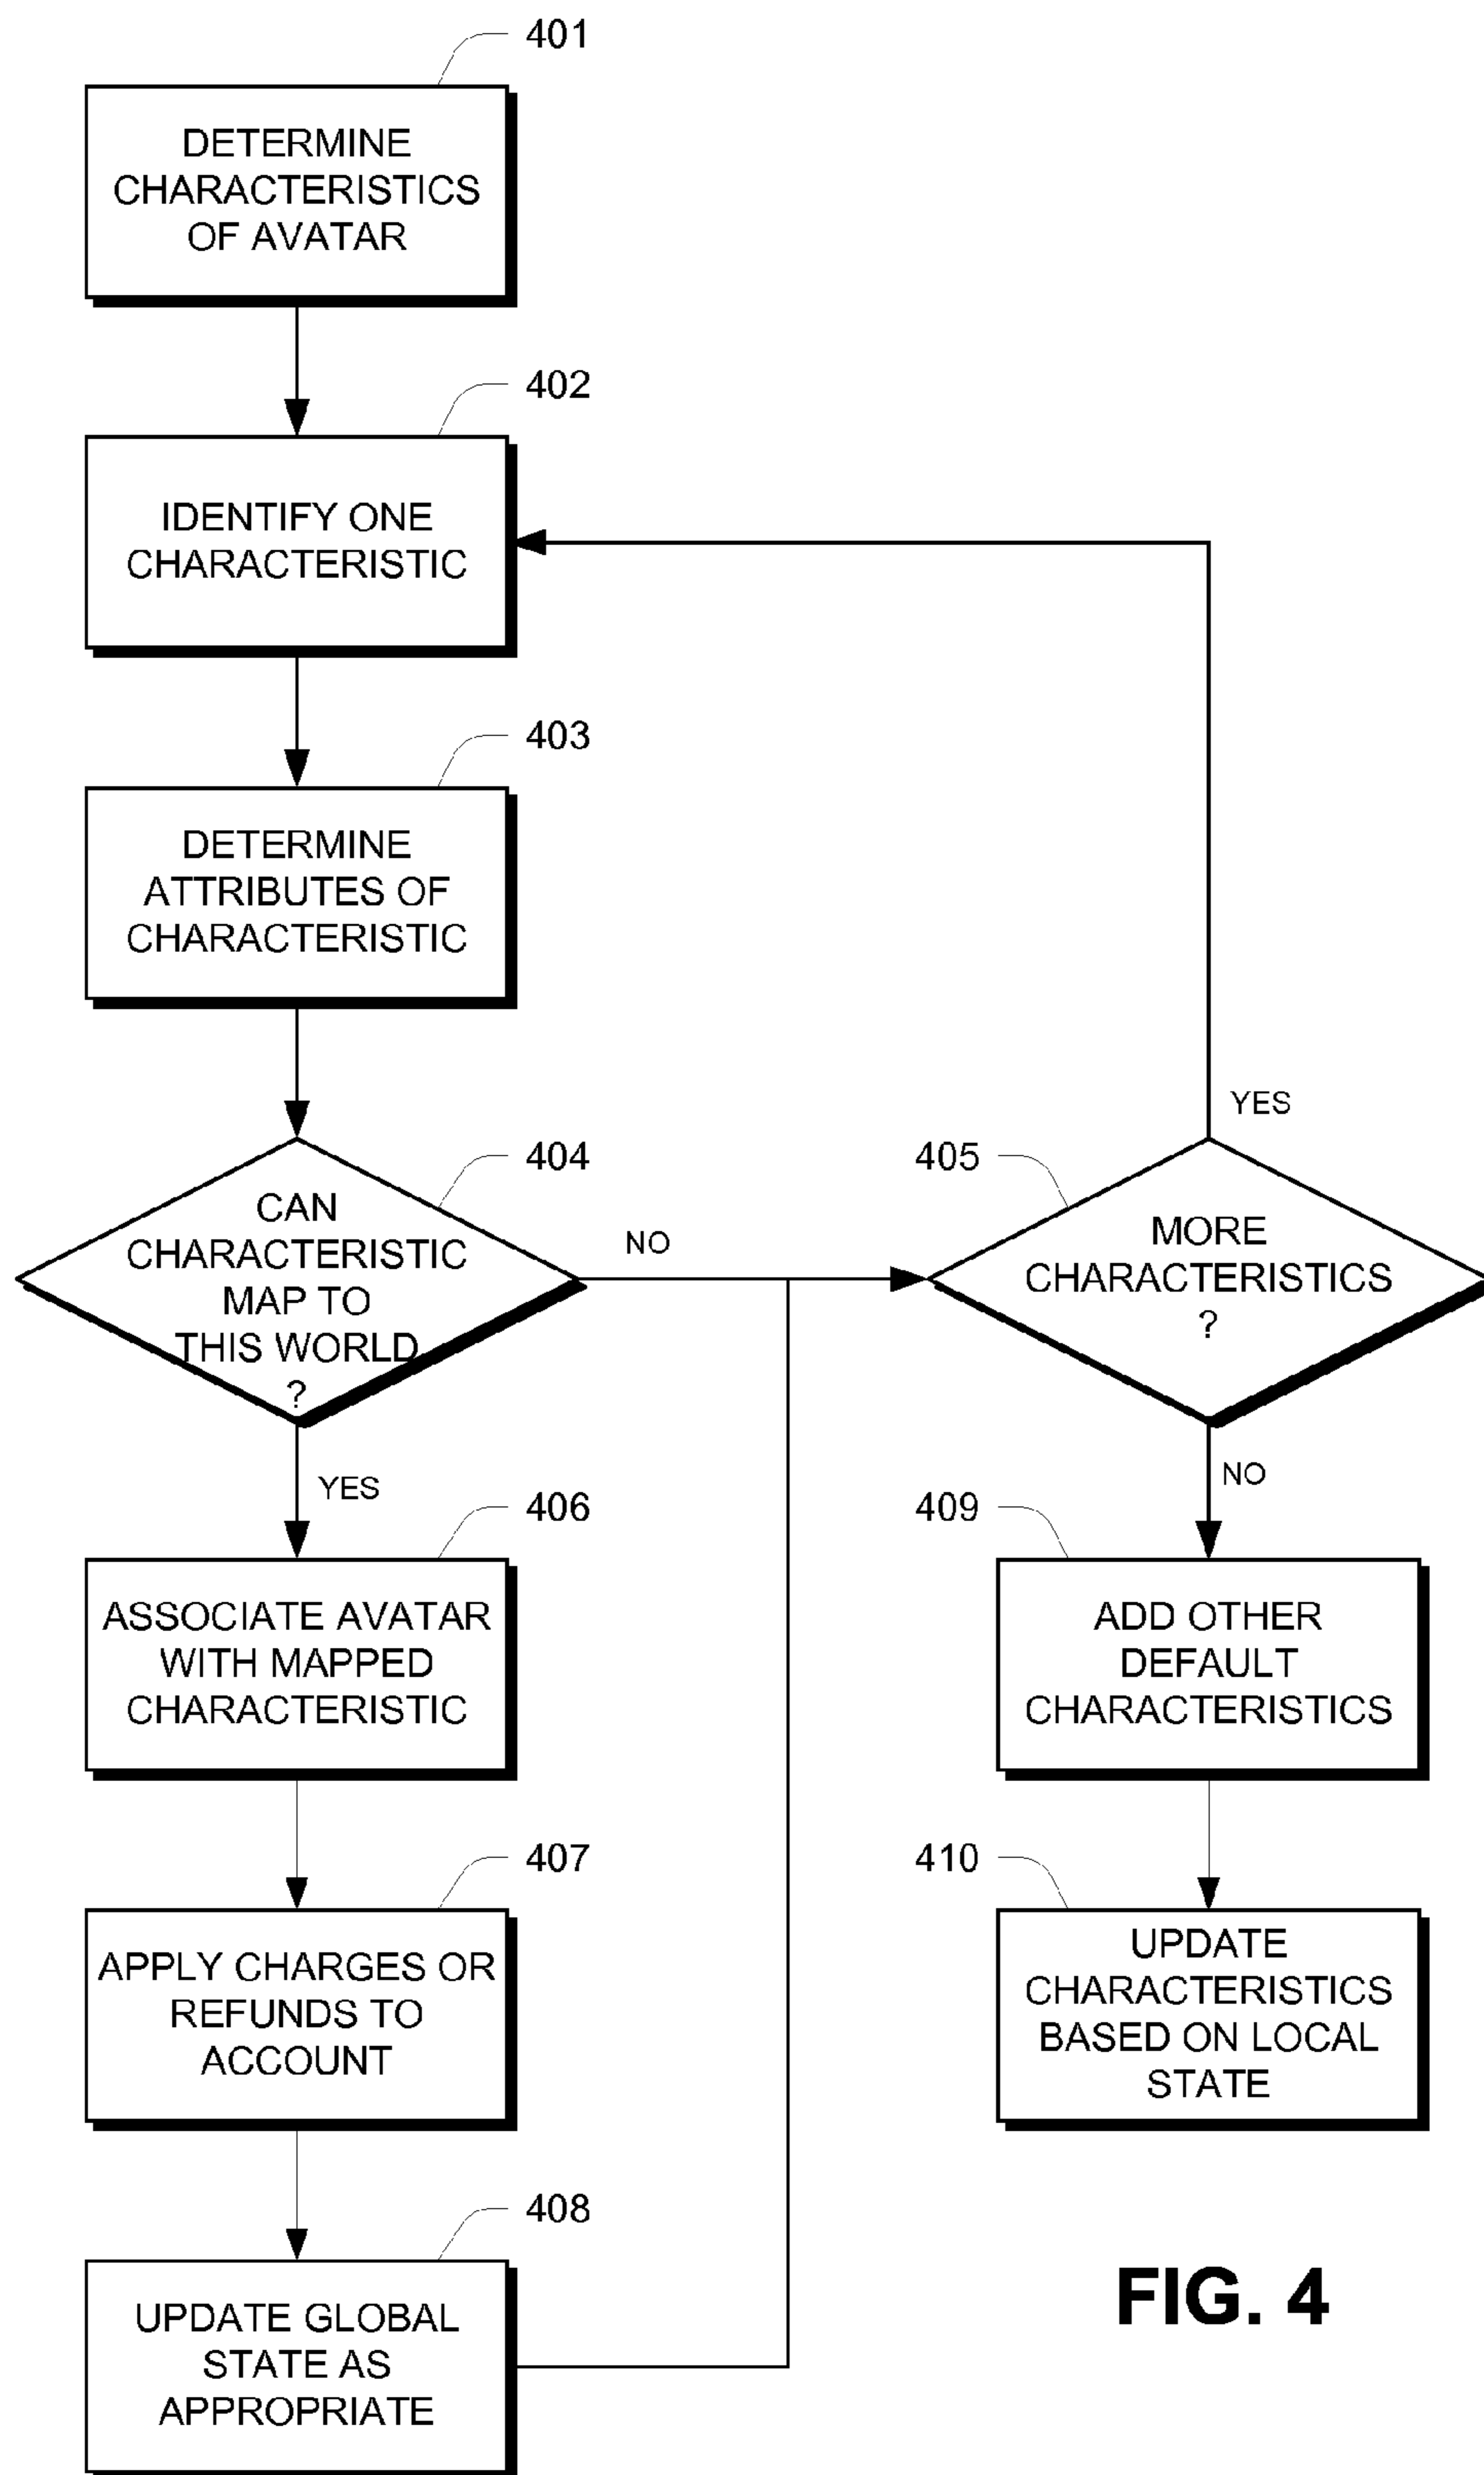 401
DETERMINE
CHARACTERISTICS
OF AVATAR
402
IDENTIFY ONE
CHARACTERISTIC
403
DETERMINE
ATTRIBUTES OF
CHARACTERISTIC
404
CAN
CHARACTERISTIC
MAP TO
THIS WORLD
?
NO
YES
405
MORE
CHARACTERISTICS
?
YES
NO
406
ASSOCIATE AVATAR
WITH MAPPED
CHARACTERISTIC
407
APPLY CHARGES OR
REFUNDS TO
ACCOUNT
408
UPDATE GLOBAL
STATE AS
APPROPRIATE
409
ADD OTHER
DEFAULT
CHARACTERISTICS
410
UPDATE
CHARACTERISTICS
BASED ON LOCAL
STATE
FIG. 4